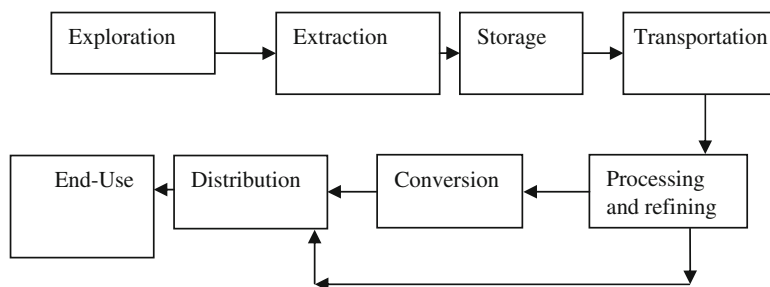 Exploration
Extraction
Storage
Transportation
End-Use
Distribution
Conversion
Processing
and refining